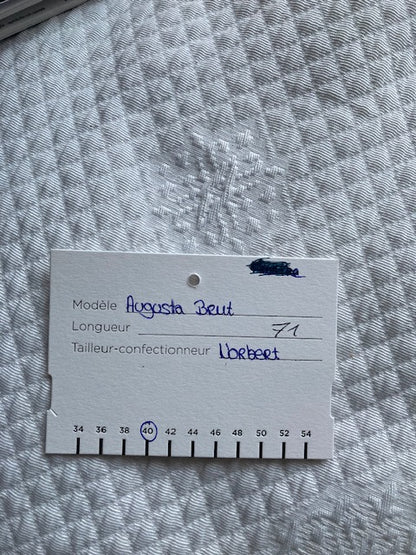 Modèle Augusta Brut
Longueur 71
Tailleur-confectionneur Norbert
34 36 38 40 42 44 46 48 50 52 54